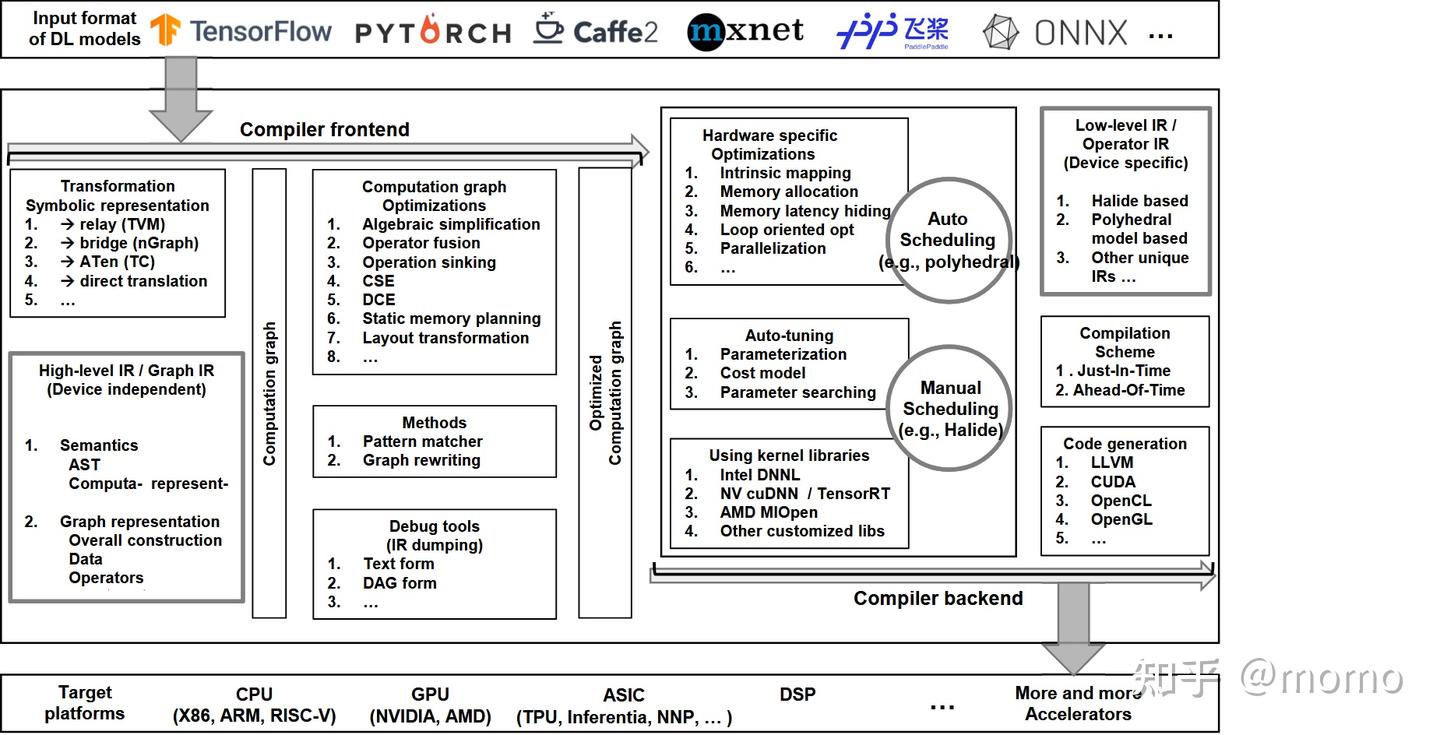 Input format
of DL models
TensorFlow
PYTORCH
Caffe2
mxnet
飞桨
PaddlePaddle
ONNX
...
Compiler frontend
Transformation
Symbolic representation
1. → relay (TVM)
2. → bridge (nGraph)
3. → ATen (TC)
4. → direct translation
5. ...
High-level IR / Graph IR
(Device independent)
1. Semantics
AST
Computa- represent-
2. Graph representation
Overall construction
Data
Operators
Computation graph
Computation graph
Optimizations
1. Algebraic simplification
2. Operator fusion
3. Operation sinking
4. CSE
5. DCE
6. Static memory planning
7. Layout transformation
8. ...
Methods
1. Pattern matcher
2. Graph rewriting
Debug tools
(IR dumping)
1. Text form
2. DAG form
3. ...
Optimized
Computation graph
Hardware specific
Optimizations
1. Intrinsic mapping
2. Memory allocation
3. Memory latency hiding
4. Loop oriented opt
5. Parallelization
6. ...
Auto
Scheduling
(e.g., polyhedral)
Auto-tuning
1. Parameterization
2. Cost model
3. Parameter searching
Manual
Scheduling
(e.g., Halide)
Using kernel libraries
1. Intel DNNL
2. NV cuDNN / TensorRT
3. AMD MIOpen
4. Other customized libs
Low-level IR /
Operator IR
(Device specific)
1. Halide based
2. Polyhedral
model based
3. Other unique
IRs ...
Compilation
Scheme
1 . Just-In-Time
2. Ahead-Of-Time
Code generation
1. LLVM
2. CUDA
3. OpenCL
4. OpenGL
5. ...
Compiler backend
Target
platforms
CPU
(X86, ARM, RISC-V)
GPU
(NVIDIA, AMD)
ASIC
(TPU, Inferentia, NNP, ... )
DSP
...
More and more
Accelerators
知乎 @momo